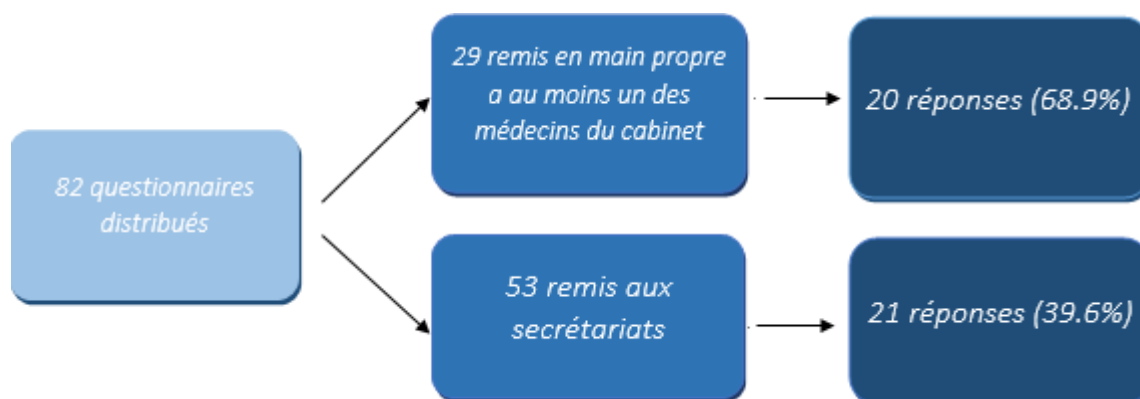 82 questionnaires
distribués
29 remis en main propre
a au moins un des
médecins du cabinet
20 réponses (68.9%)
53 remis aux
secrétariats
21 réponses (39.6%)